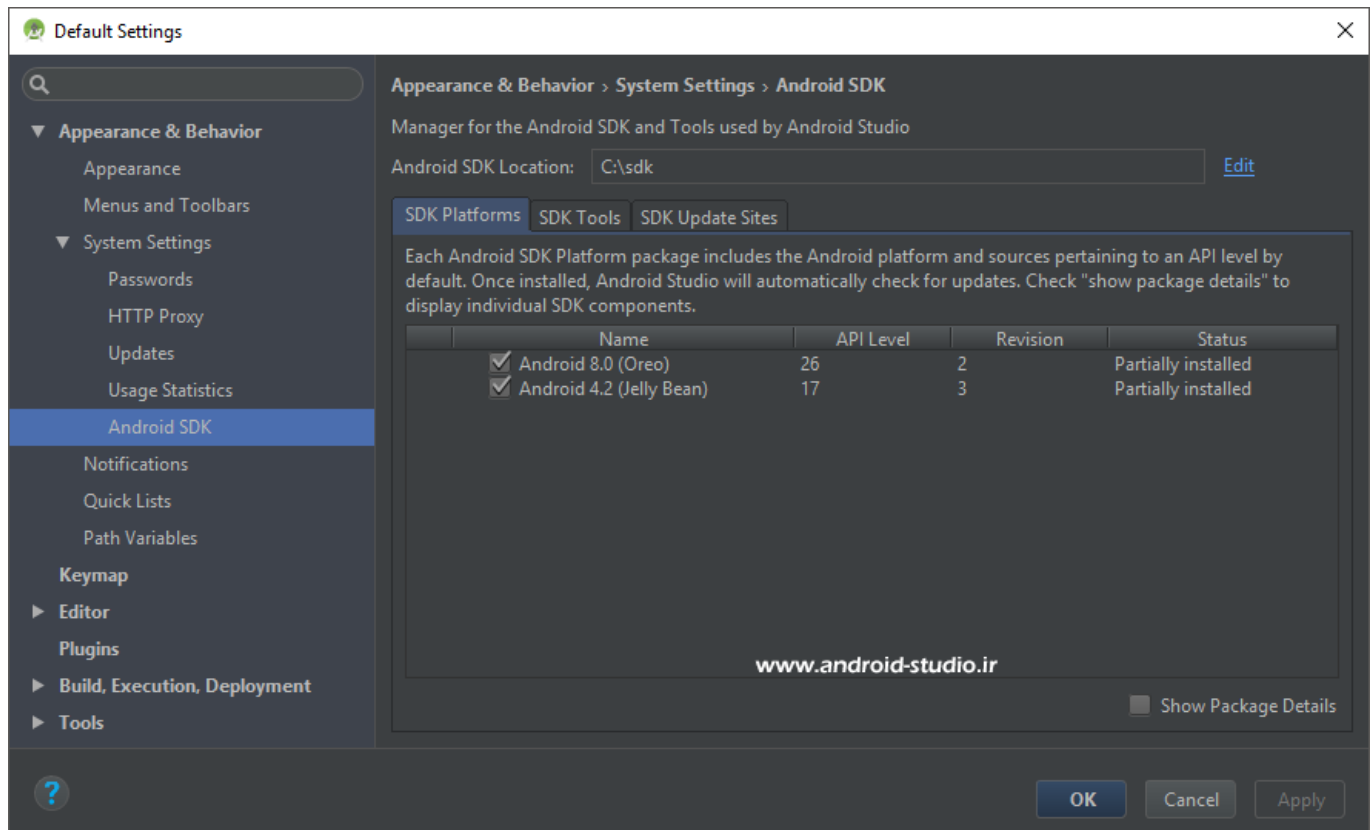 Default Settings
Appearance & Behavior
Appearance
Menus and Toolbars
System Settings
Passwords
HTTP Proxy
Updates
Usage Statistics
Android SDK
Notifications
Quick Lists
Path Variables
Keymap
Editor
Plugins
Build, Execution, Deployment
Tools
Appearance & Behavior › System Settings › Android SDK
Manager for the Android SDK and Tools used by Android Studio
Android SDK Location: C:\sdk Edit
SDK Platforms SDK Tools SDK Update Sites
Each Android SDK Platform package includes the Android platform and sources pertaining to an API level by
default. Once installed, Android Studio will automatically check for updates. Check "show package details" to
display individual SDK components.
Name API Level Revision Status
Android 8.0 (Oreo) 26 2 Partially installed
Android 4.2 (Jelly Bean) 17 3 Partially installed
www.android-studio.ir
Show Package Details
?
OK Cancel Apply